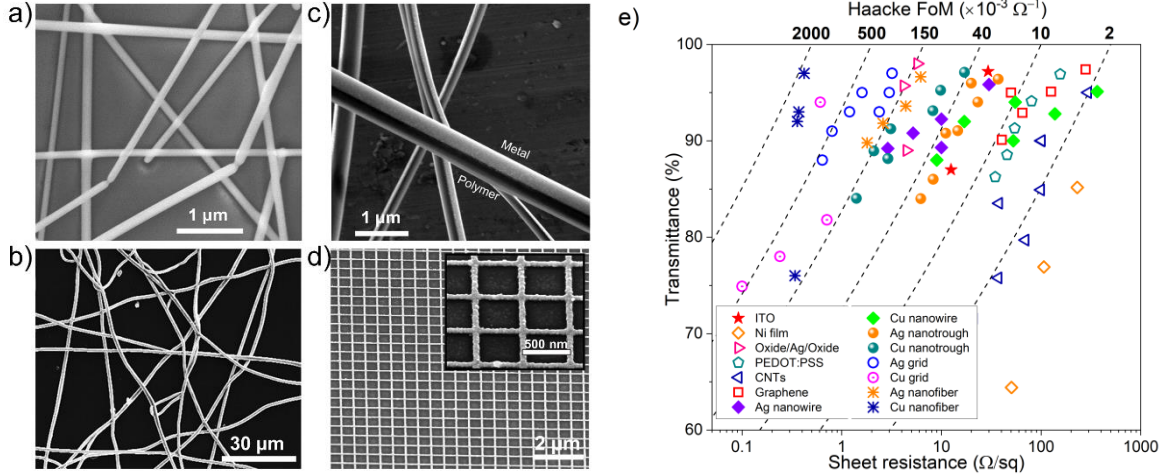 a)
1 μm
b)
30 μm
c)
Metal
Polymer
1 μm
d)
500 nm
2 μm
e)
Haacke FoM (×10⁻³ Ω⁻¹)
2000 500 150 40 10 2
Transmittance (%)
100
90
80
70
60
ITO
Ni film
Oxide/Ag/Oxide
PEDOT:PSS
CNTs
Graphene
Ag nanowire
Cu nanowire
Ag nanotrough
Cu nanotrough
Ag grid
Cu grid
Ag nanofiber
Cu nanofiber
0.1 1 10 100 1000
Sheet resistance (Ω/sq)